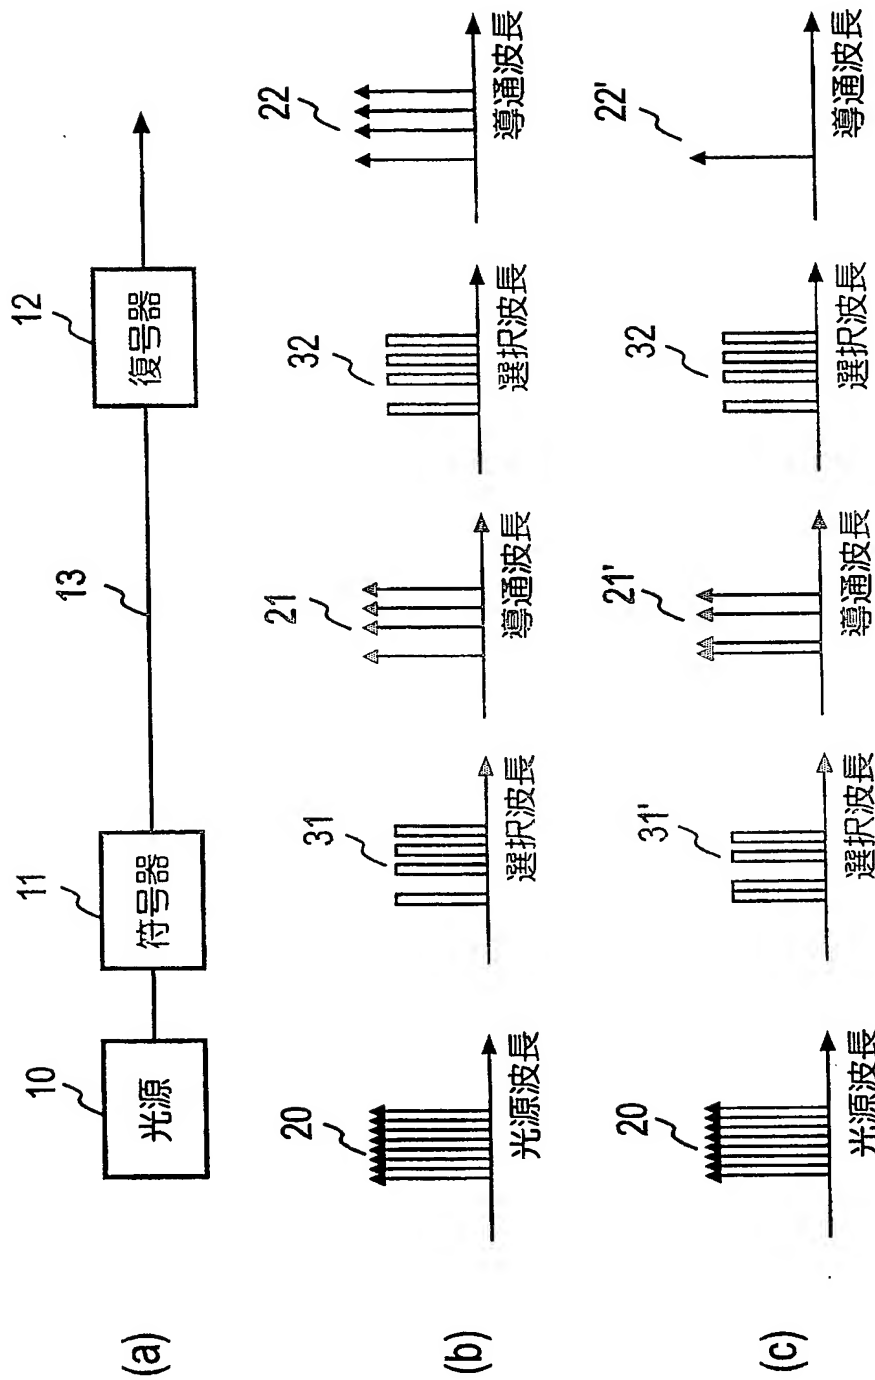 (a)
10
光源
11
符号器
13
12
復号器
(b)
20
光源波長
31
選択波長
21
導通波長
32
選択波長
22
導通波長
(c)
20
光源波長
31'
選択波長
21'
導通波長
32
選択波長
22'
導通波長